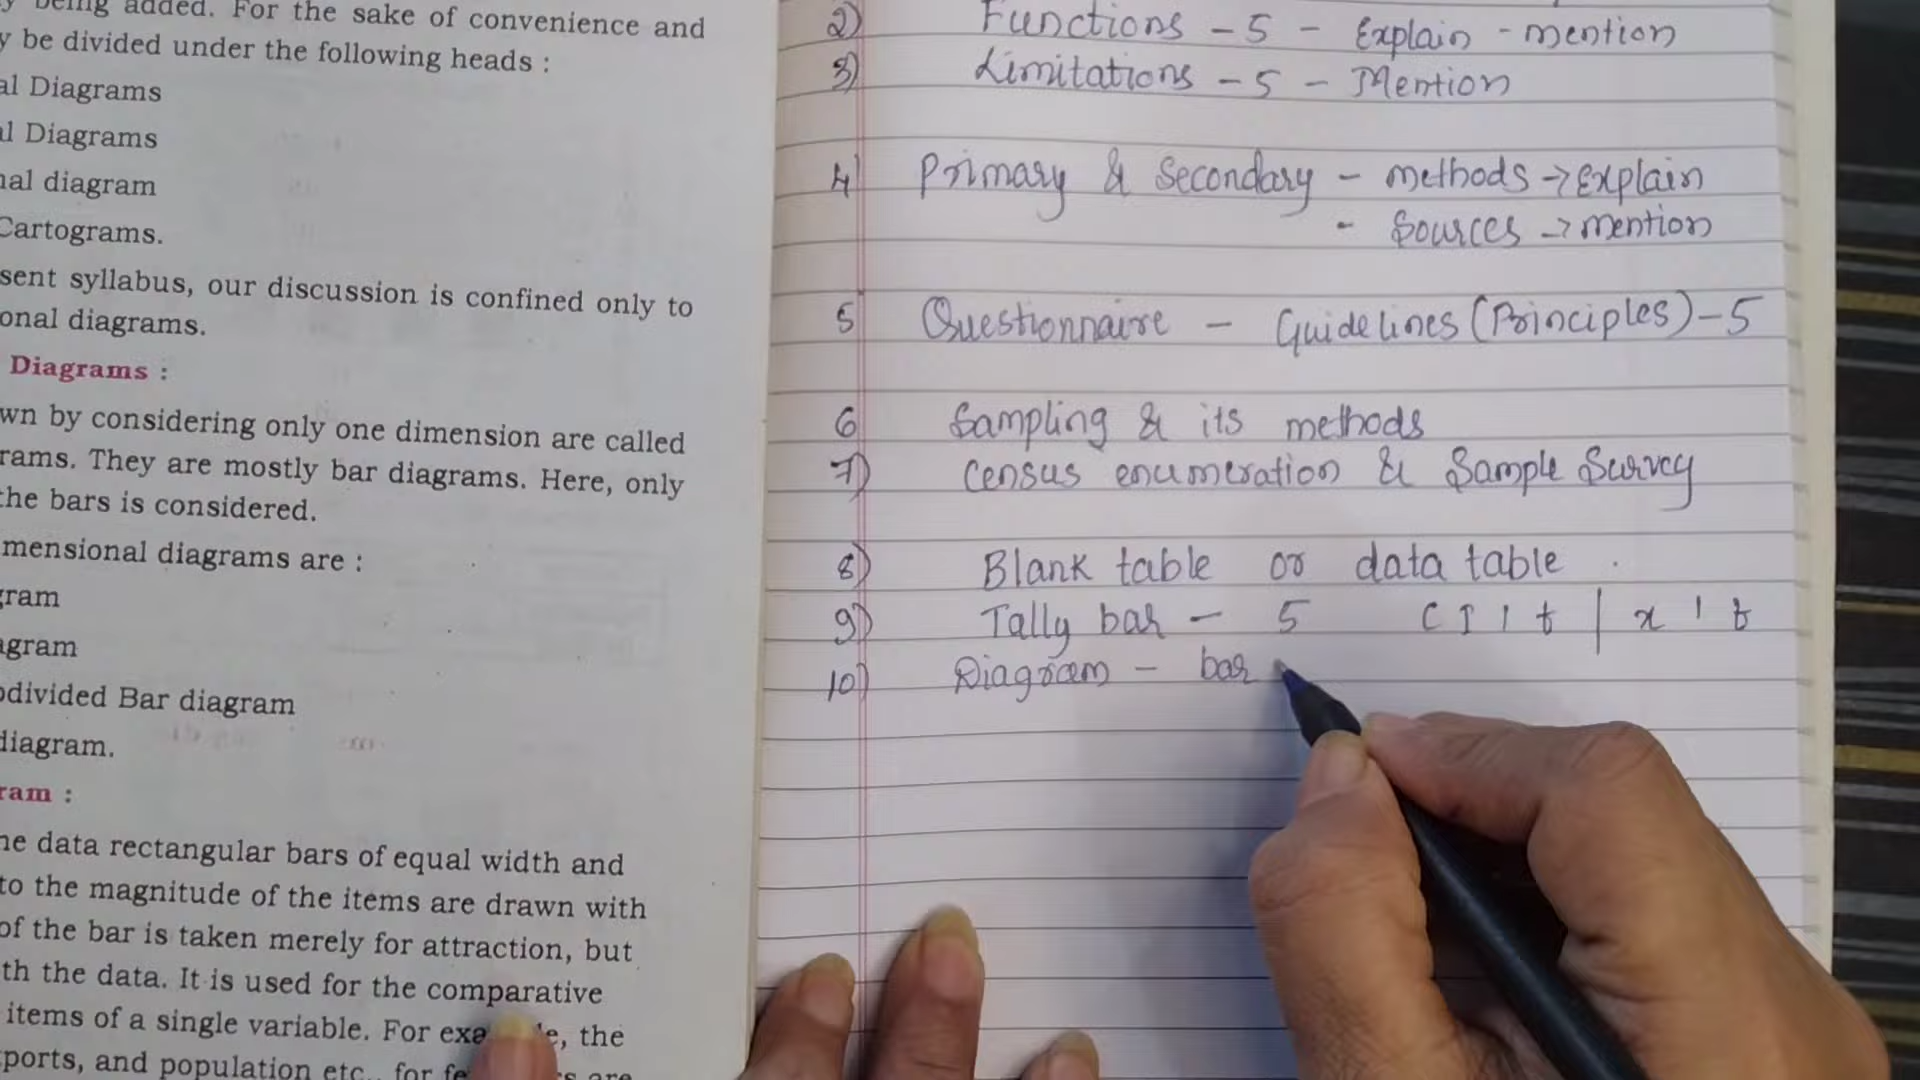 being added. For the sake of convenience and
y be divided under the following heads :
al Diagrams
al Diagrams
nal diagram
Cartograms.
sent syllabus, our discussion is confined only to
onal diagrams.
Diagrams :
wn by considering only one dimension are called
rams. They are mostly bar diagrams. Here, only
the bars is considered.
mensional diagrams are :
gram
agram
bdivided Bar diagram
diagram.
ram :
he data rectangular bars of equal width and
to the magnitude of the items are drawn with
of the bar is taken merely for attraction, but
th the data. It is used for the comparative
items of a single variable. For exa e, the
ports, and population etc., for fe s are
2) Functions - 5 - Explain - mention
3) Limitations - 5 - Mention
4) Primary & Secondary - methods → Explain
- Sources → mention
5 Questionnaire - Guidelines (Principles) - 5
6 Sampling & its methods
7) Census enumeration & Sample Survey
8) Blank table or data table
9) Tally bar - 5 C I | f | x | f
10) Diagram - bar